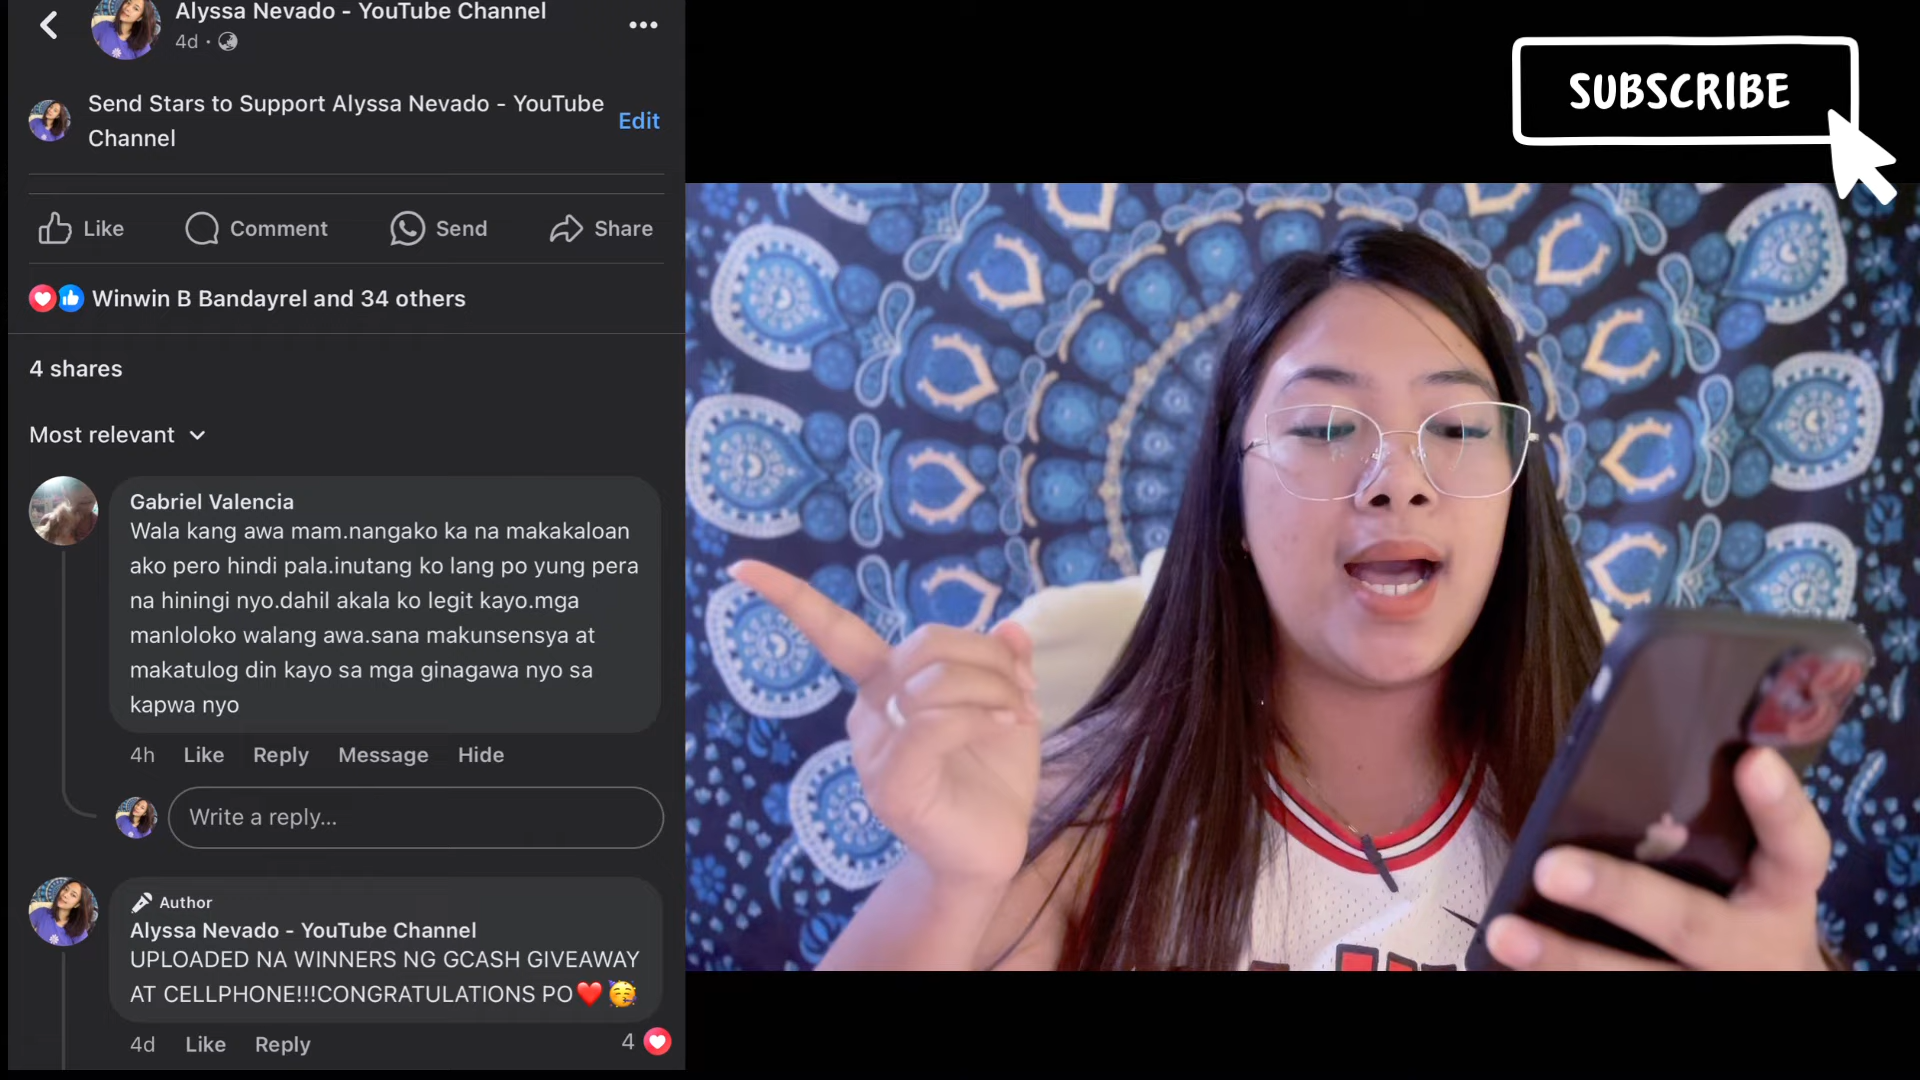 Alyssa Nevado - YouTube Channel
4d ·
Send Stars to Support Alyssa Nevado - YouTube
Channel
Edit
Like
Comment
Send
Share
Winwin B Bandayrel and 34 others
4 shares
Most relevant
Gabriel Valencia
Wala kang awa mam.nangako ka na makakaloan
ako pero hindi pala.inutang ko lang po yung pera
na hiningi nyo.dahil akala ko legit kayo.mga
manloloko walang awa.sana makunsensya at
makatulog din kayo sa mga ginagawa nyo sa
kapwa nyo
4h Like Reply Message Hide
Write a reply...
Author
Alyssa Nevado - YouTube Channel
UPLOADED NA WINNERS NG GCASH GIVEAWAY
AT CELLPHONE!!!CONGRATULATIONS PO❤️🥳
4d Like Reply 4
SUBSCRIBE